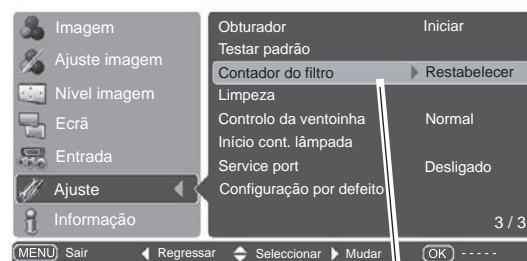 Imagem
Ajuste imagem
Nível imagem
Ecrã
Entrada
Ajuste
Informação
Obturador Iniciar
Testar padrão
Contador do filtro Restabelecer
Limpeza
Controlo da ventoinha Normal
Início cont. lâmpada
Service port Desligado
Configuração por defeito
3 / 3
MENU Sair Regressar Seleccionar Mudar OK - - - - -